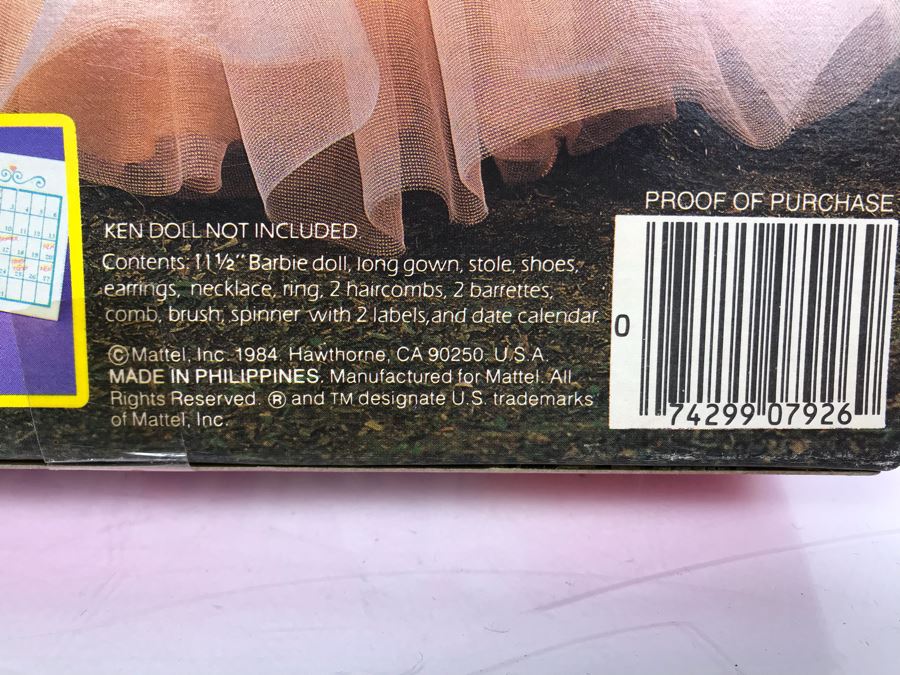 KEN DOLL NOT INCLUDED.
Contents: 11½" Barbie doll, long gown, stole, shoes,
earrings, necklace, ring, 2 haircombs, 2 barrettes,
comb, brush, spinner with 2 labels, and date calendar.
©Mattel, Inc. 1984. Hawthorne, CA 90250. U.S.A.
MADE IN PHILIPPINES. Manufactured for Mattel. All
Rights Reserved. ® and TM designate U.S. trademarks
of Mattel, Inc.
PROOF OF PURCHASE
0 74299 07926